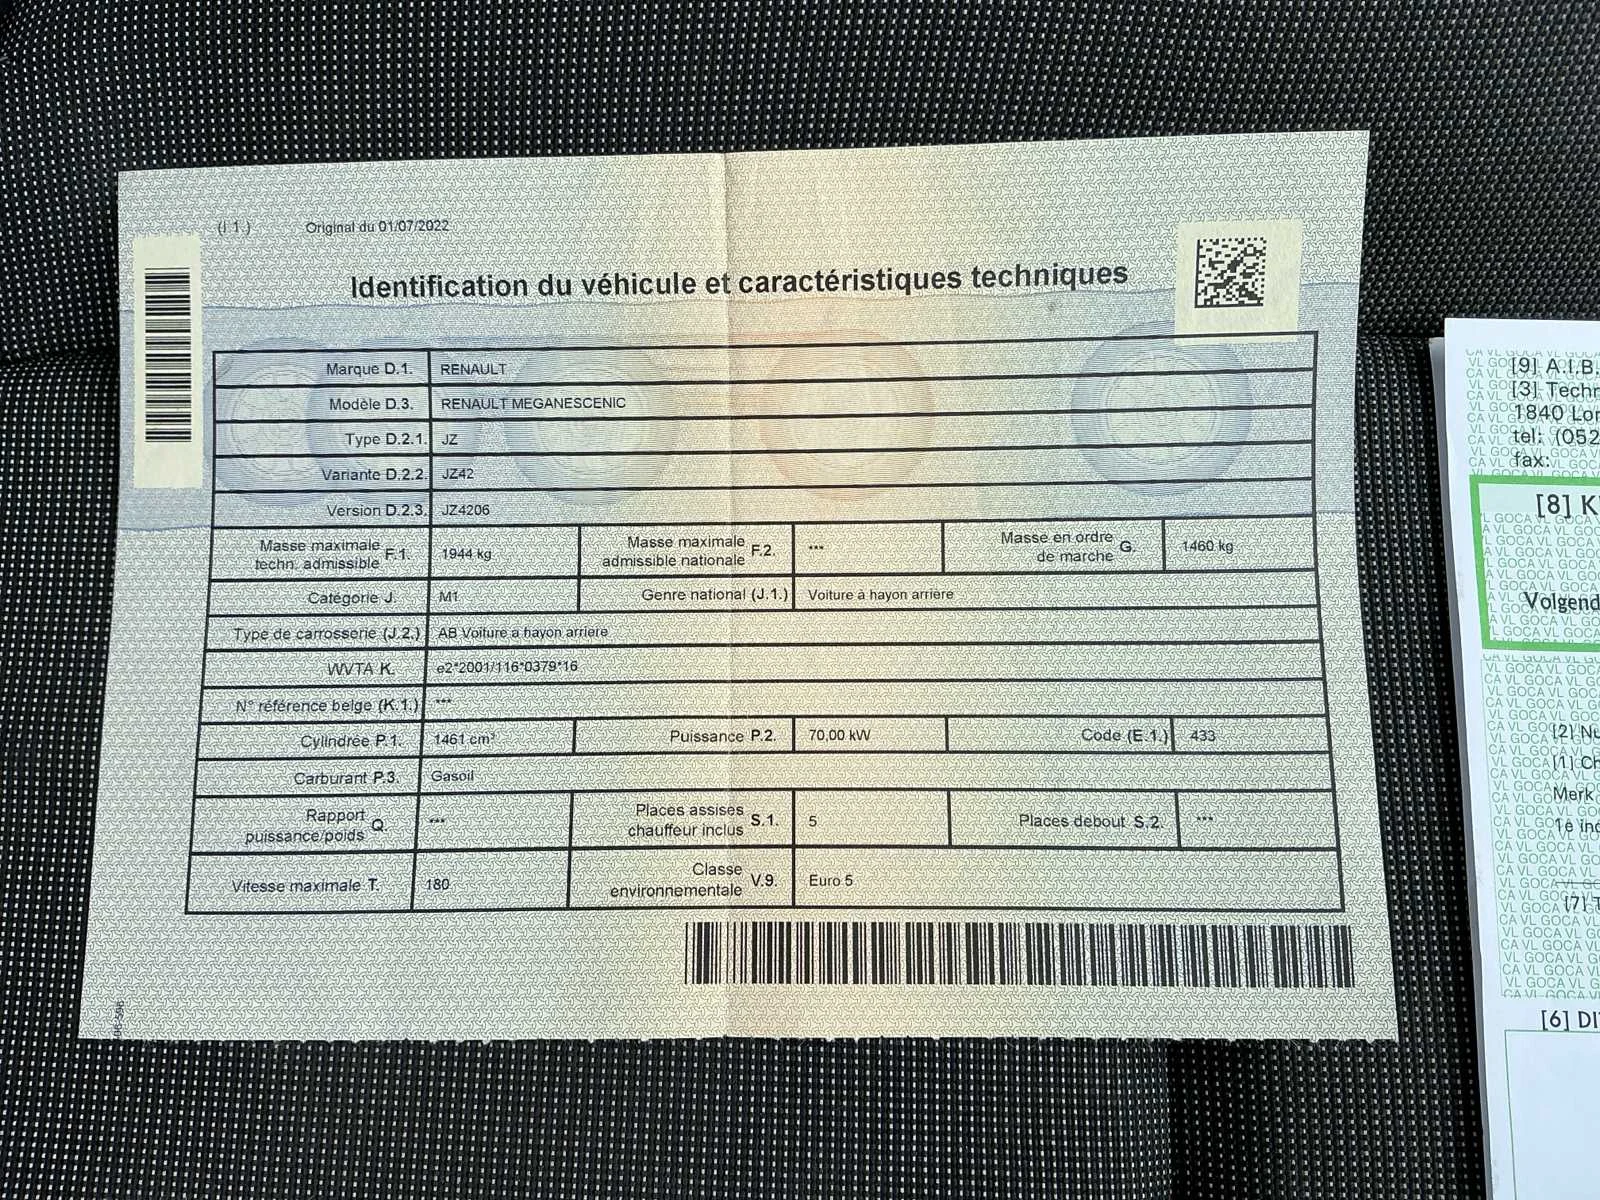 (I 1.) Original du 01/07/2022
Identification du véhicule et caractéristiques techniques
Marque D.1. RENAULT
Modèle D.3. RENAULT MEGANESCENIC
Type D.2.1. JZ
Variante D.2.2. JZ42
Version D.2.3. JZ4206
Masse maximale techn. admissible F.1. 1944 kg Masse maximale admissible nationale F.2. *** Masse en ordre de marche G. 1460 kg
Catégorie J. M1 Genre national (J.1.) Voiture à hayon arrière
Type de carrosserie (J.2.) AB Voiture à hayon arrière
WVTA K. e2*2001/116*0379*16
N° référence belge (K.1.) ***
Cylindrée P.1. 1461 cm³ Puissance P.2. 70,00 kW Code (E.1.) 433
Carburant P.3. Gasoil
Rapport puissance/poids Q. *** Places assises chauffeur inclus S.1. 5 Places debout S.2. ***
Vitesse maximale T. 180 Classe environnementale V.9. Euro 5
[9] A.I.B.
[3] Techn
1840 Lon
tel: (052
fax:
[8] K
Volgend
[2] Nu
[1] Ch
Merk
1e ind
[7] T
[6] DI